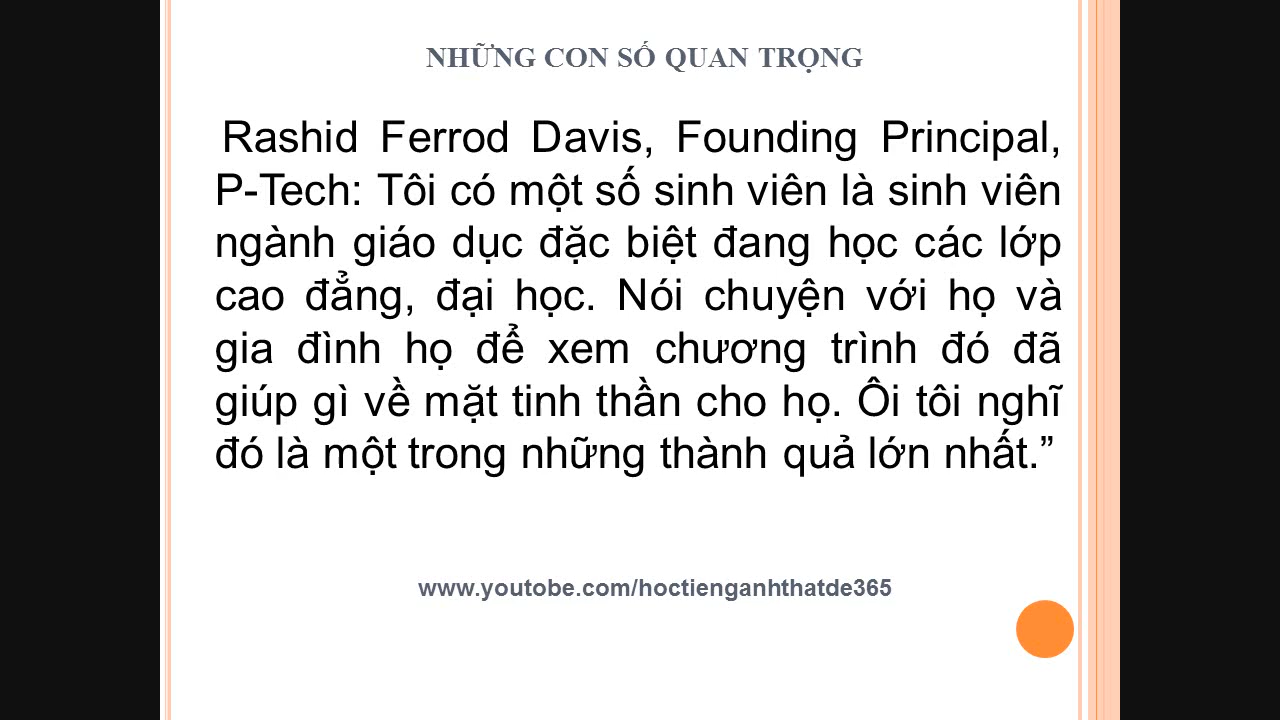 NHỮNG CON SỐ QUAN TRỌNG
Rashid Ferrod Davis, Founding Principal,
P-Tech: Tôi có một số sinh viên là sinh viên
ngành giáo dục đặc biệt đang học các lớp
cao đẳng, đại học. Nói chuyện với họ và
gia đình họ để xem chương trình đó đã
giúp gì về mặt tinh thần cho họ. Ôi tôi nghĩ
đó là một trong những thành quả lớn nhất.”
www.youtobe.com/hoctienganhthatde365